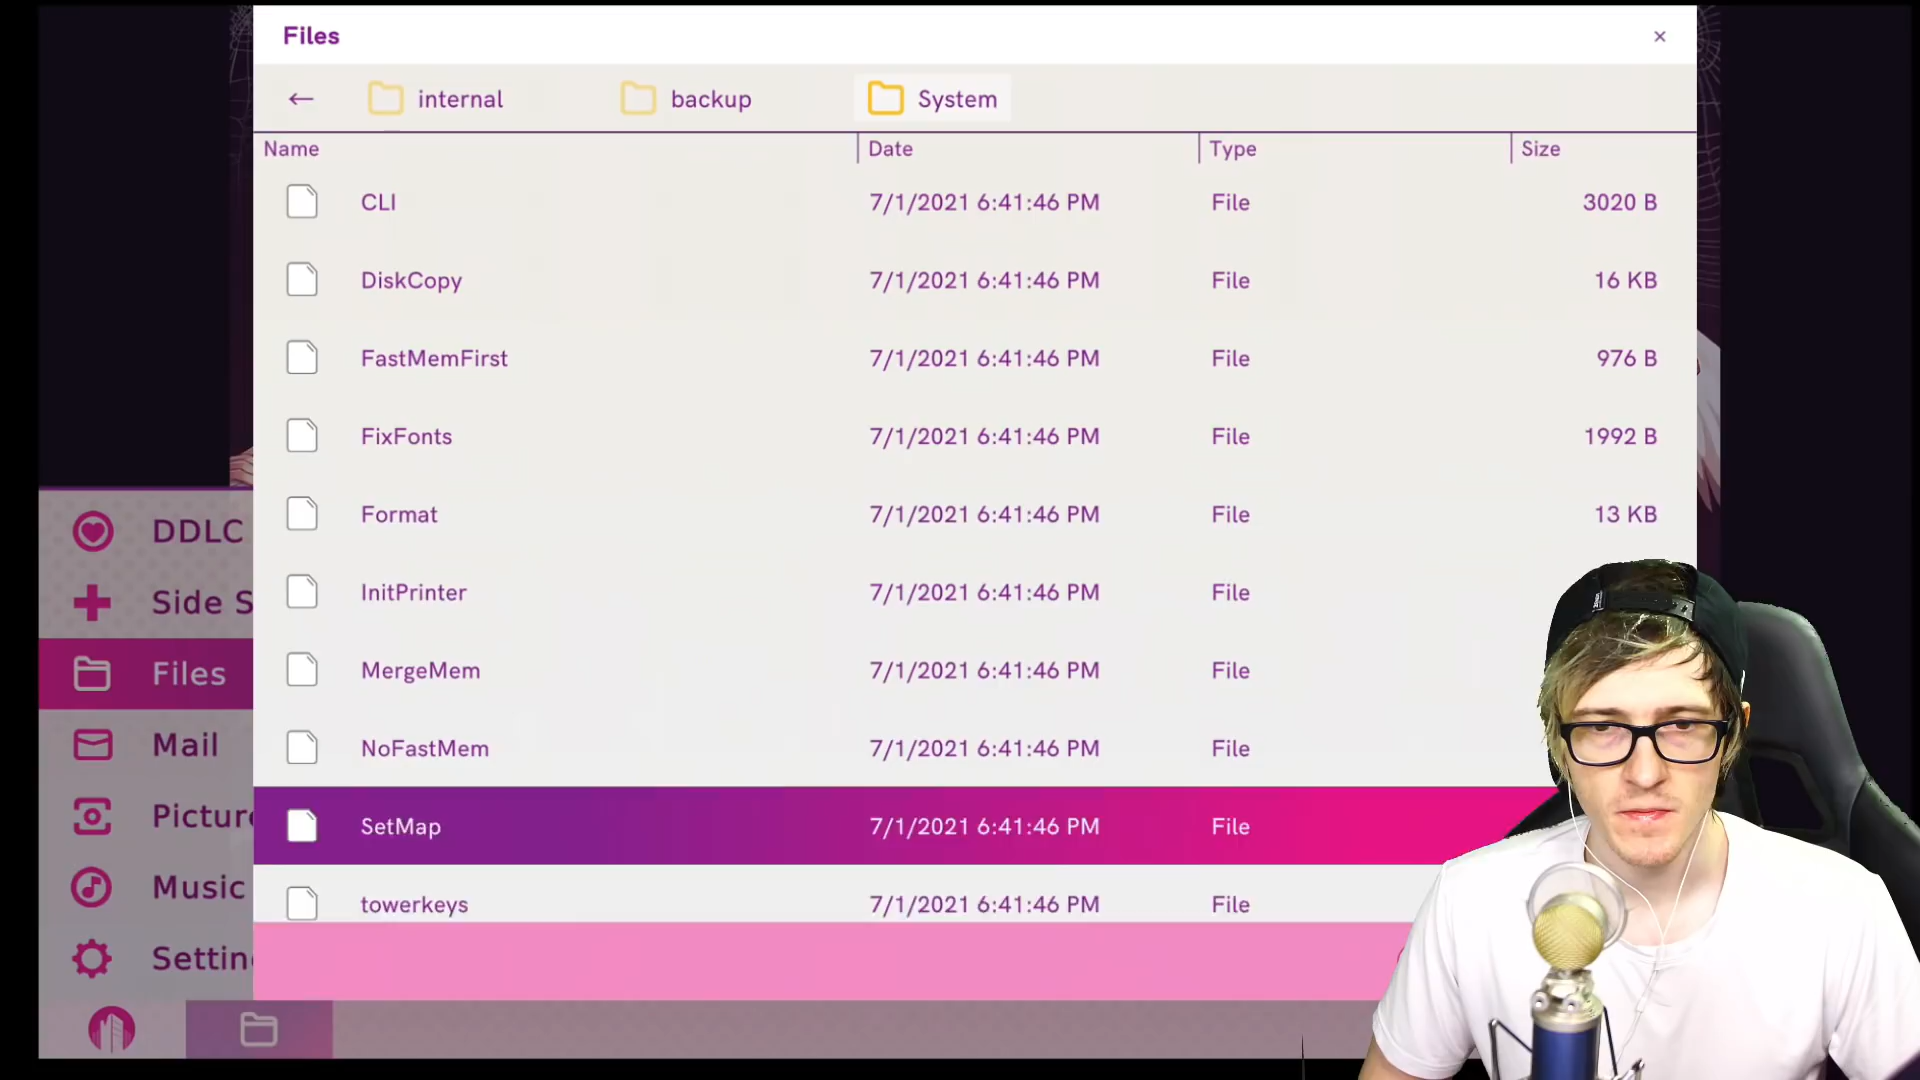 Files ×
← internal backup System
Name Date Type Size
CLI 7/1/2021 6:41:46 PM File 3020 B
DiskCopy 7/1/2021 6:41:46 PM File 16 KB
FastMemFirst 7/1/2021 6:41:46 PM File 976 B
FixFonts 7/1/2021 6:41:46 PM File 1992 B
Format 7/1/2021 6:41:46 PM File 13 KB
InitPrinter 7/1/2021 6:41:46 PM File
MergeMem 7/1/2021 6:41:46 PM File
NoFastMem 7/1/2021 6:41:46 PM File
SetMap 7/1/2021 6:41:46 PM File
towerkeys 7/1/2021 6:41:46 PM File
DDLC
Side S
Files
Mail
Picture
Music
Settin